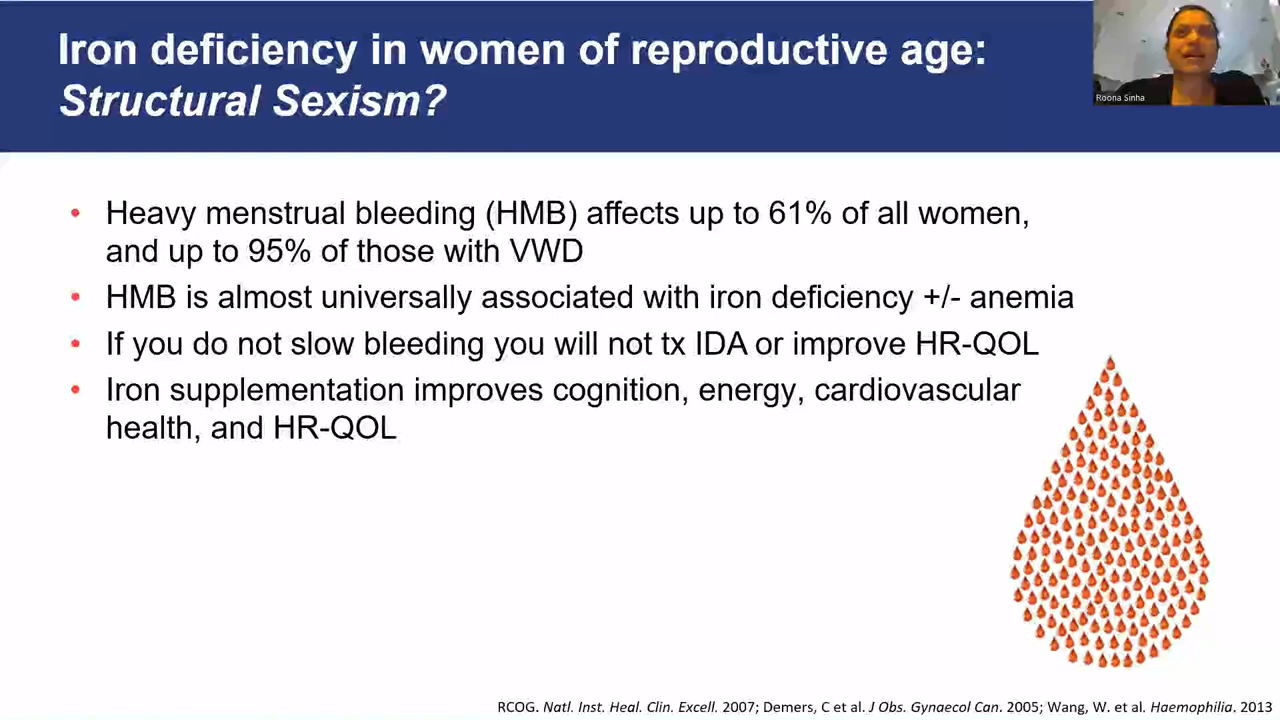 Iron deficiency in women of reproductive age:
Structural Sexism?
Roona Sinha
• Heavy menstrual bleeding (HMB) affects up to 61% of all women,
and up to 95% of those with VWD
• HMB is almost universally associated with iron deficiency +/- anemia
• If you do not slow bleeding you will not tx IDA or improve HR-QOL
• Iron supplementation improves cognition, energy, cardiovascular
health, and HR-QOL
RCOG. Natl. Inst. Heal. Clin. Excell. 2007; Demers, C et al. J Obs. Gynaecol Can. 2005; Wang, W. et al. Haemophilia. 2013